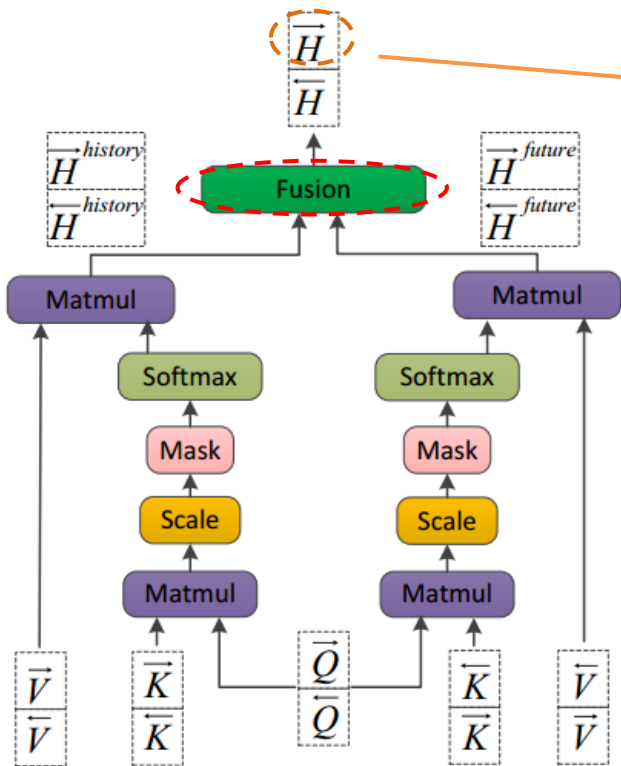 H→
H←
H→ history
H← history
Fusion
H→ future
H← future
Matmul
Matmul
Softmax
Softmax
Mask
Mask
Scale
Scale
Matmul
Matmul
V→
V←
K→
K←
Q→
Q←
K←
K→
V←
V→